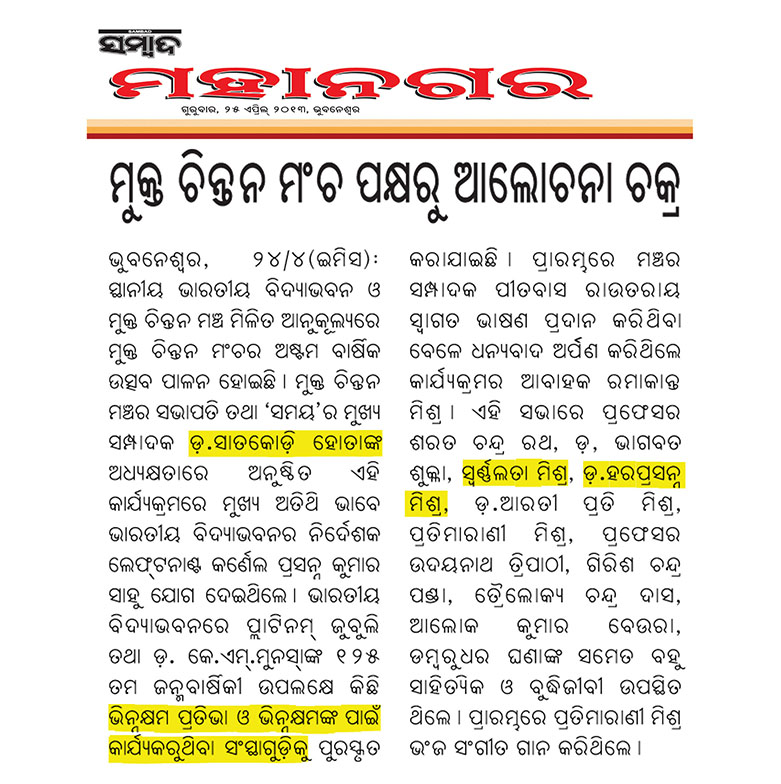 SAMBAD
ସମ୍ବାଦ
ମହାନଗର
ଗୁରୁବାର, ୨୫ ଏପ୍ରିଲ୍ ୨୦୧୩, ଭୁବନେଶ୍ୱର
ମୁକ୍ତ ଚିନ୍ତନ ମଂଚ ପକ୍ଷରୁ ଆଲୋଚନା ଚକ୍ର
ଭୁବନେଶ୍ୱର, ୨୪/୪(ଇମିସ):
ସ୍ଥାନୀୟ ଭାରତୀୟ ବିଦ୍ୟାଭବନ ଓ
ମୁକ୍ତ ଚିନ୍ତନ ମଞ୍ଚ ମିଳିତ ଆନୁକୂଲ୍ୟରେ
ମୁକ୍ତ ଚିନ୍ତନ ମଂଚର ଅଷ୍ଟମ ବାର୍ଷିକ
ଉତ୍ସବ ପାଳନ ହୋଇଛି । ମୁକ୍ତ ଚିନ୍ତନ
ମଞ୍ଚର ସଭାପତି ତଥା ‘ସମୟ’ର ମୁଖ୍ୟ
ସମ୍ପାଦକ ଡ଼.ସାତକୋଡ଼ି ହୋତାଙ୍କ
ଅଧ୍ୟକ୍ଷତାରେ ଅନୁଷ୍ଠିତ ଏହି
କାର୍ଯ୍ୟକ୍ରମରେ ମୁଖ୍ୟ ଅତିଥି ଭାବେ
ଭାରତୀୟ ବିଦ୍ୟାଭବନର ନିର୍ଦେଶକ
ଲେଫ୍‌ଟନାଣ୍ଟ କର୍ଣେଲ ପ୍ରସନ୍ନ କୁମାର
ସାହୁ ଯୋଗ ଦେଇଥିଲେ । ଭାରତୀୟ
ବିଦ୍ୟାଭବନରେ ପ୍ଲାଟିନମ୍ ଜୁବୁଲି
ତଥା ଡ଼. କେ.ଏମ୍.ମୁନସୀଙ୍କ ୧୨୫
ତମ ଜନ୍ମବାର୍ଷିକୀ ଉପଲକ୍ଷେ କିଛି
ଭିନ୍ନକ୍ଷମ ପ୍ରତିଭା ଓ ଭିନ୍ନକ୍ଷମଙ୍କ ପାଇଁ
କାର୍ଯ୍ୟକରୁଥିବା ସଂସ୍ଥାଗୁଡ଼ିକୁ ପୁରସ୍କୃତ
କରାଯାଇଛି । ପ୍ରାରମ୍ଭରେ ମଞ୍ଚର
ସମ୍ପାଦକ ପୀତବାସ ରାଉତରାୟ
ସ୍ୱାଗତ ଭାଷଣ ପ୍ରଦାନ କରିଥିବା
ବେଳେ ଧନ୍ୟବାଦ ଅର୍ପଣ କରିଥିଲେ
କାର୍ଯ୍ୟକ୍ରମର ଆବାହକ ରମାକାନ୍ତ
ମିଶ୍ର । ଏହି ସଭାରେ ପ୍ରଫେସର
ଶରତ ଚନ୍ଦ୍ର ରଥ, ଡ଼, ଭାଗବତ
ଶୁକ୍ଳା, ସ୍ୱର୍ଣ୍ଣଲତା ମିଶ୍ର, ଡ଼.ହରପ୍ରସନ୍ନ
ମିଶ୍ର, ଡ଼.ଆରତୀ ପ୍ରତି ମିଶ୍ର,
ପ୍ରତିମାରାଣୀ ମିଶ୍ର, ପ୍ରଫେସର
ଉଦୟନାଥ ତ୍ରିପାଠୀ, ଗିରିଶ ଚନ୍ଦ୍ର
ପଣ୍ଡା, ତ୍ରୈଲୋକ୍ୟ ଚନ୍ଦ୍ର ଦାସ,
ଆଲୋକ କୁମାର ବେଉରା,
ଡମ୍ବରୁଧର ଘଣାଙ୍କ ସମେତ ବହୁ
ସାହିତ୍ୟିକ ଓ ବୁଦ୍ଧିଜୀବୀ ଉପସ୍ଥିତ
ଥିଲେ । ପ୍ରାରମ୍ଭରେ ପ୍ରତିମାରାଣୀ ମିଶ୍ର
ଭଂଜ ସଂଗୀତ ଗାନ କରିଥିଲେ ।